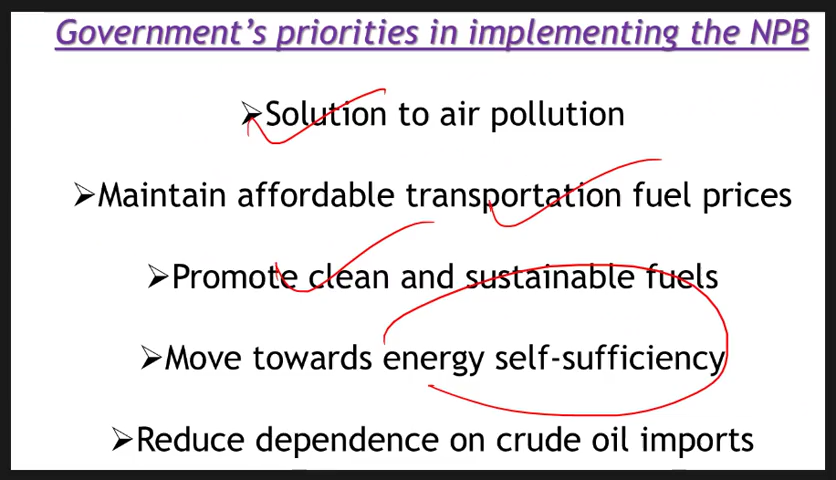 Government's priorities in implementing the NPB
➢Solution to air pollution
➢Maintain affordable transportation fuel prices
➢Promote clean and sustainable fuels
➢Move towards energy self-sufficiency
➢Reduce dependence on crude oil imports